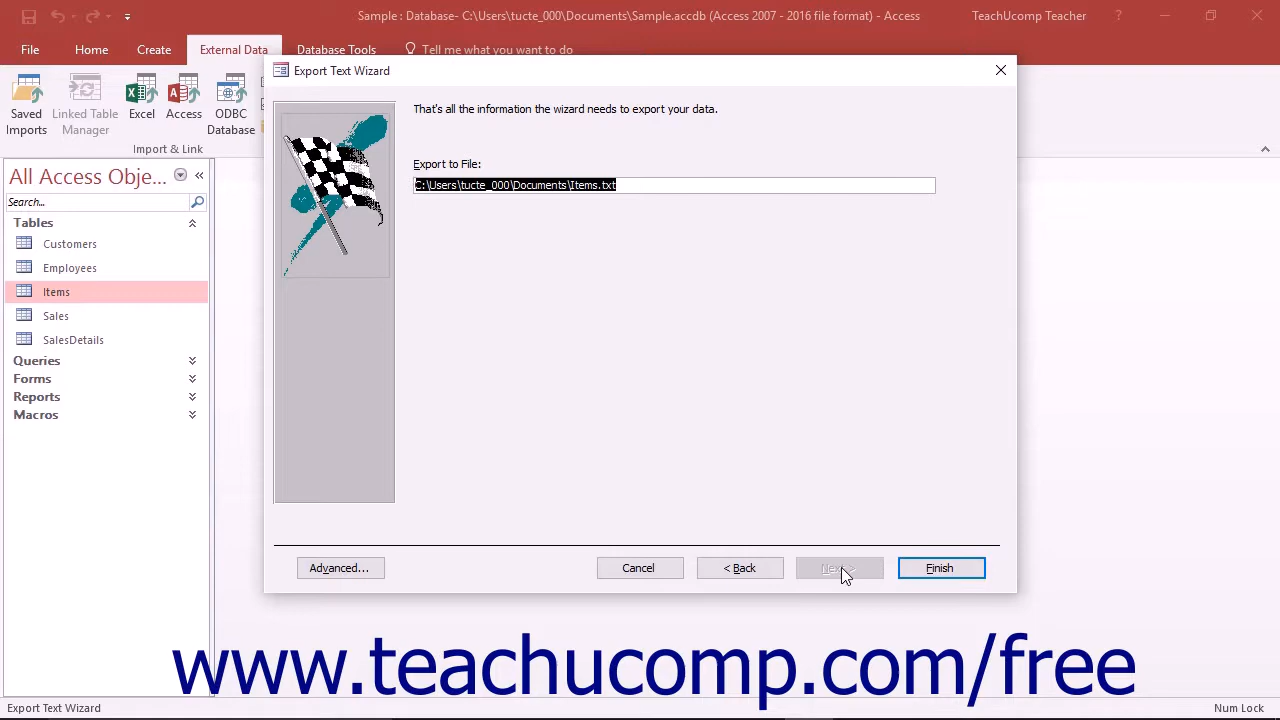 Sample : Database- C:\Users\tucte_000\Documents\Sample.accdb (Access 2007 - 2016 file format) - Access
TeachUcomp Teacher
?
File
Home
Create
External Data
Database Tools
Tell me what you want to do
Saved Imports
Linked Table Manager
Excel
Access
ODBC Database
Import & Link
Export Text Wizard
That's all the information the wizard needs to export your data.
Export to File:
C:\Users\tucte_000\Documents\Items.txt
All Access Obje...
Search...
Tables
Customers
Employees
Items
Sales
SalesDetails
Queries
Forms
Reports
Macros
Advanced...
Cancel
< Back
Next >
Finish
www.teachucomp.com/free
Export Text Wizard
Num Lock